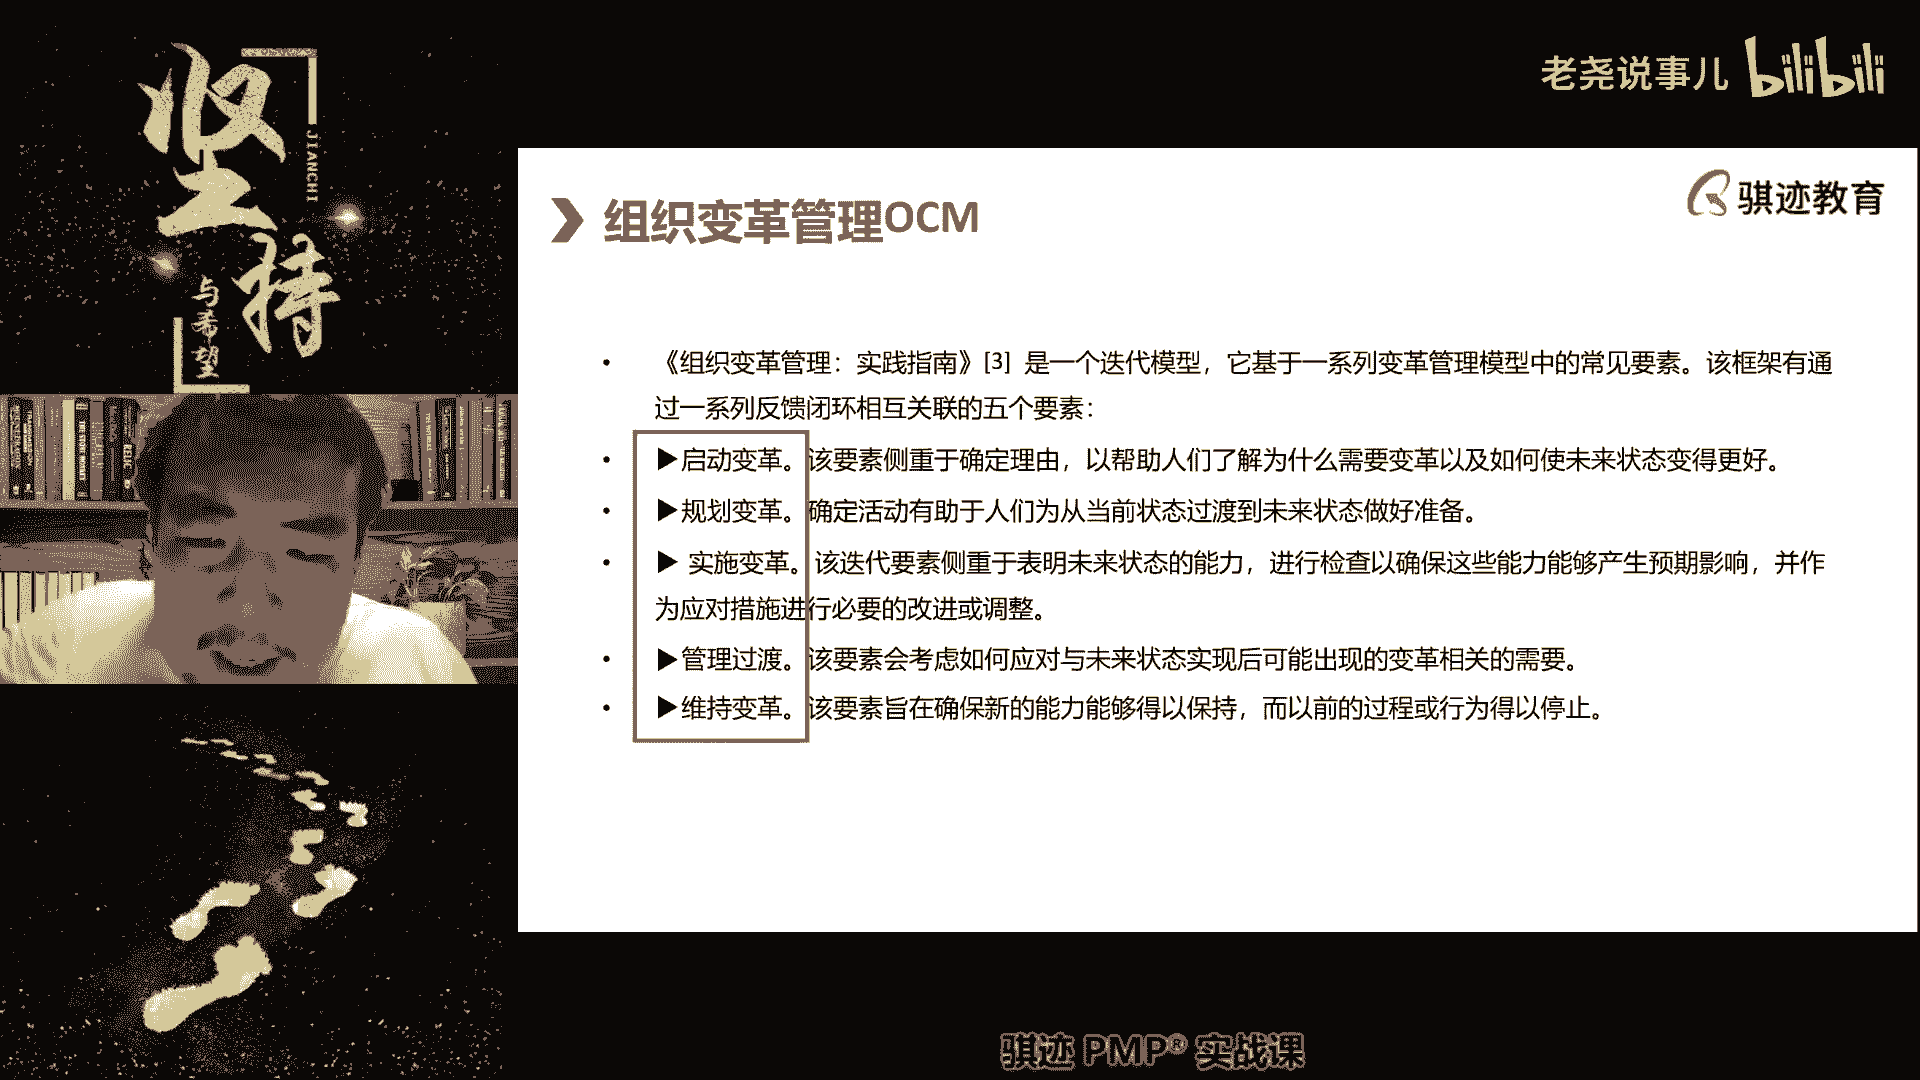 坚持
JIANCHI
与希望
老尧说事儿 bilibili
骐迹教育
组织变革管理OCM
• 《组织变革管理：实践指南》[3] 是一个迭代模型，它基于一系列变革管理模型中的常见要素。该框架有通
过一系列反馈闭环相互关联的五个要素：
• ▶启动变革。该要素侧重于确定理由，以帮助人们了解为什么需要变革以及如何使未来状态变得更好。
• ▶规划变革。确定活动有助于人们为从当前状态过渡到未来状态做好准备。
• ▶ 实施变革。该迭代要素侧重于表明未来状态的能力，进行检查以确保这些能力能够产生预期影响，并作
为应对措施进行必要的改进或调整。
• ▶管理过渡。该要素会考虑如何应对与未来状态实现后可能出现的变革相关的需要。
• ▶维持变革。该要素旨在确保新的能力能够得以保持，而以前的过程或行为得以停止。
骐迹 PMP® 实战课